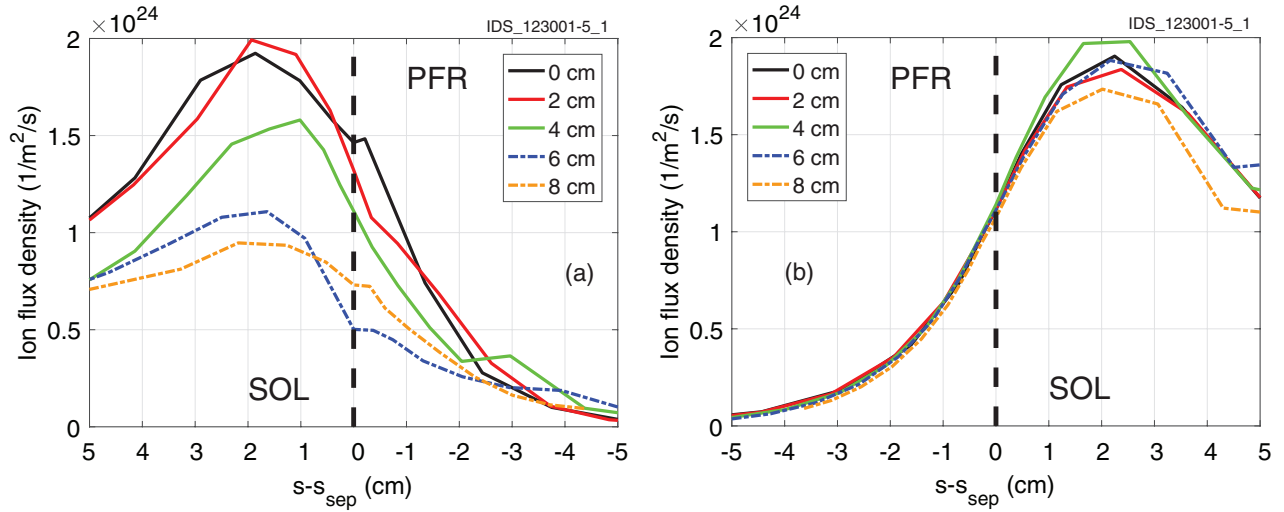 ×10^24
IDS_123001-5_1
2
1.5
1
0.5
0
Ion flux density (1/m^2/s)
PFR
0 cm
2 cm
4 cm
6 cm
8 cm
(a)
SOL
5 4 3 2 1 0 -1 -2 -3 -4 -5
s-s_sep (cm)
×10^24
IDS_123001-5_1
2
1.5
1
0.5
0
Ion flux density (1/m^2/s)
0 cm
2 cm
4 cm
6 cm
8 cm
PFR
(b)
SOL
-5 -4 -3 -2 -1 0 1 2 3 4 5
s-s_sep (cm)